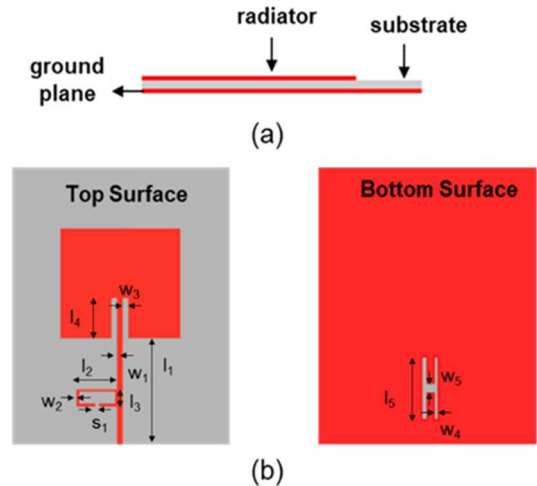 radiator
substrate
ground
plane
(a)
Top Surface
Bottom Surface
w3
l4
l2
w1
l1
w2
l3
s1
l5
w5
w4
(b)